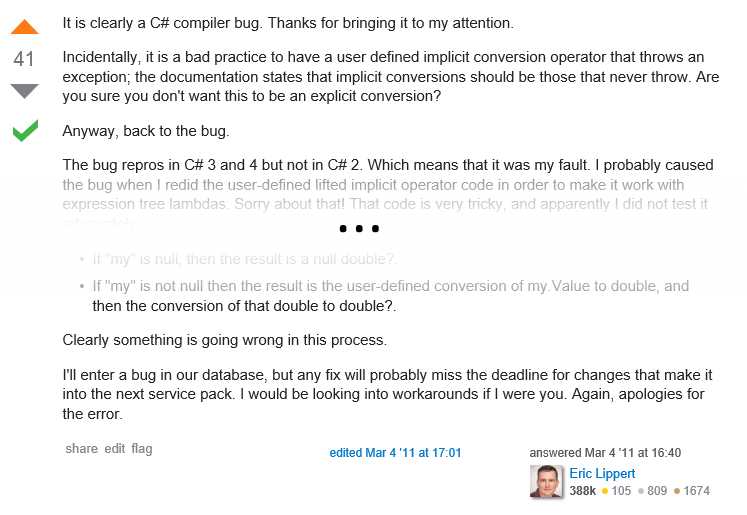 It is clearly a C# compiler bug. Thanks for bringing it to my attention.
41
Incidentally, it is a bad practice to have a user defined implicit conversion operator that throws an
exception; the documentation states that implicit conversions should be those that never throw. Are
you sure you don't want this to be an explicit conversion?
Anyway, back to the bug.
The bug repros in C# 3 and 4 but not in C# 2. Which means that it was my fault. I probably caused
the bug when I redid the user-defined lifted implicit operator code in order to make it work with
expression tree lambdas. Sorry about that! That code is very tricky, and apparently I did not test it
adequately.
...
• If "my" is null, then the result is a null double?.
• If "my" is not null then the result is the user-defined conversion of my.Value to double, and
then the conversion of that double to double?.
Clearly something is going wrong in this process.
I'll enter a bug in our database, but any fix will probably miss the deadline for changes that make it
into the next service pack. I would be looking into workarounds if I were you. Again, apologies for
the error.
share edit flag
edited Mar 4 '11 at 17:01
answered Mar 4 '11 at 16:40
Eric Lippert
388k ● 105 ● 809 ● 1674